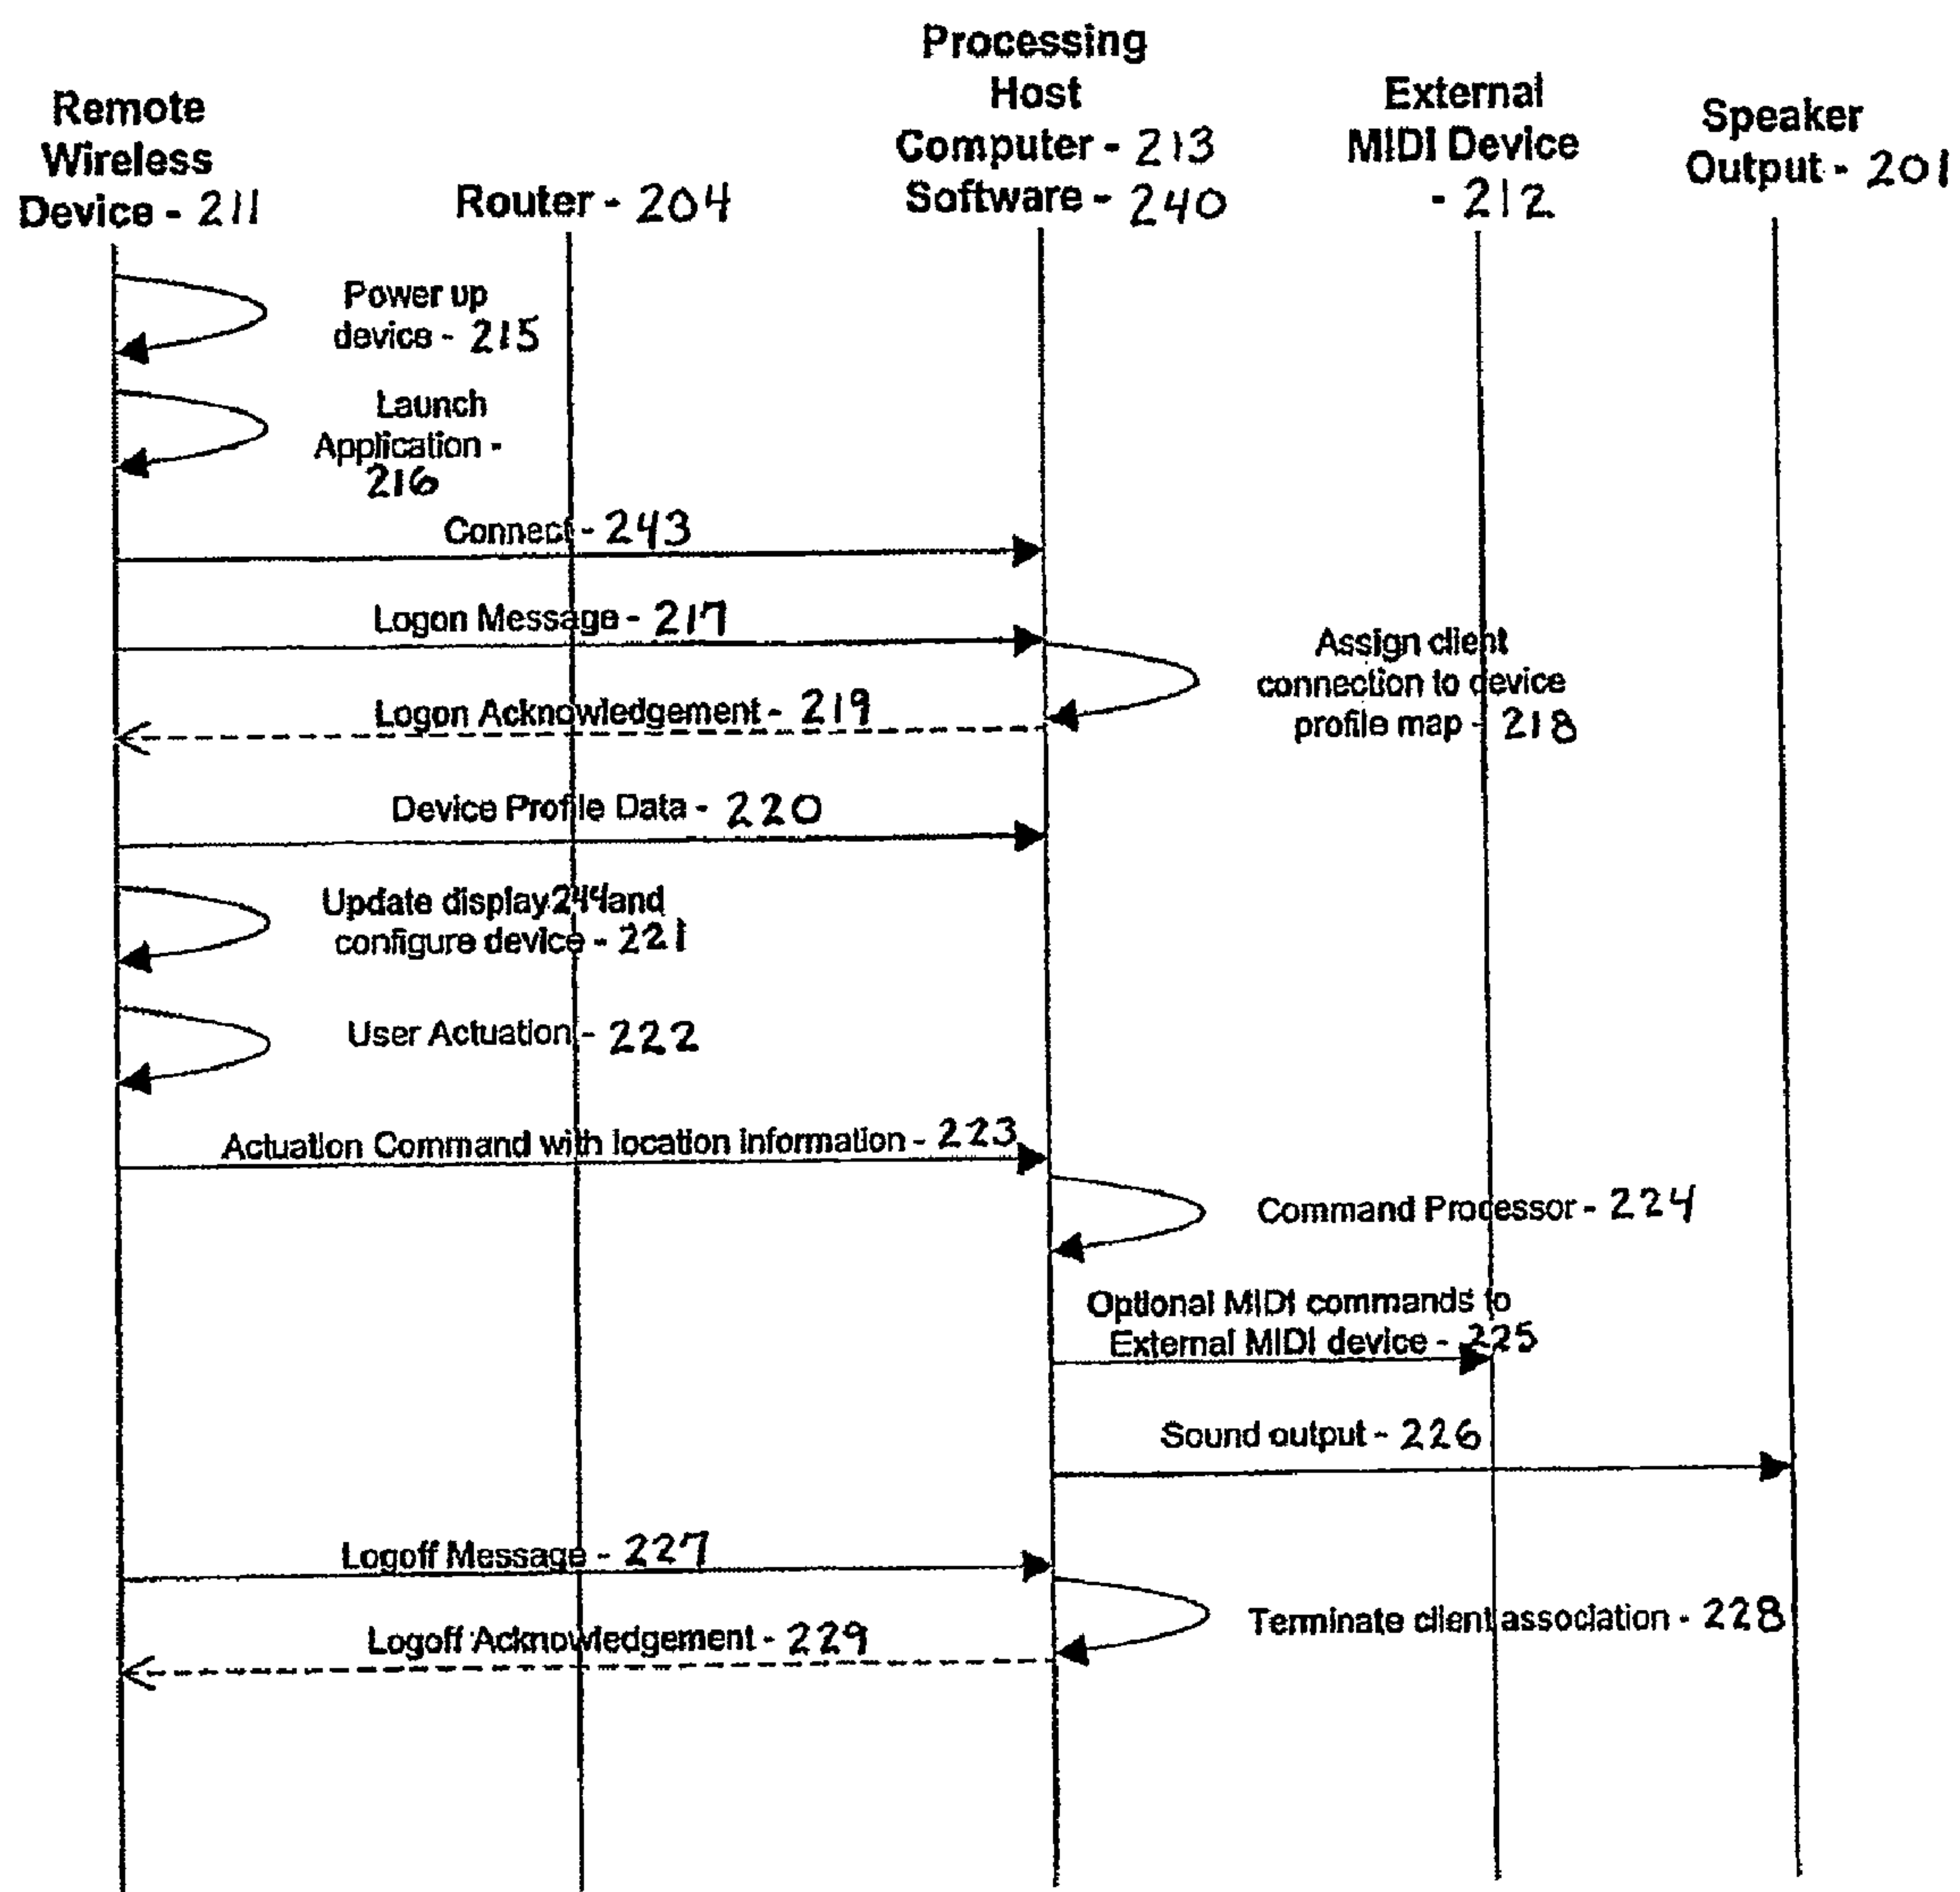 Remote
Wireless
Device - 211
Router - 204
Processing
Host
Computer - 213
Software - 240
External
MIDI Device
- 212
Speaker
Output - 201
Power up
device - 215
Launch
Application -
216
Connect - 243
Logon Message - 217
Assign client
connection to device
profile map - 218
Logon Acknowledgement - 219
Device Profile Data - 220
Update display 244 and
configure device - 221
User Actuation - 222
Actuation Command with location information - 223
Command Processor - 224
Optional MIDI commands to
External MIDI device - 225
Sound output - 226
Logoff Message - 227
Terminate client association - 228
Logoff Acknowledgement - 229